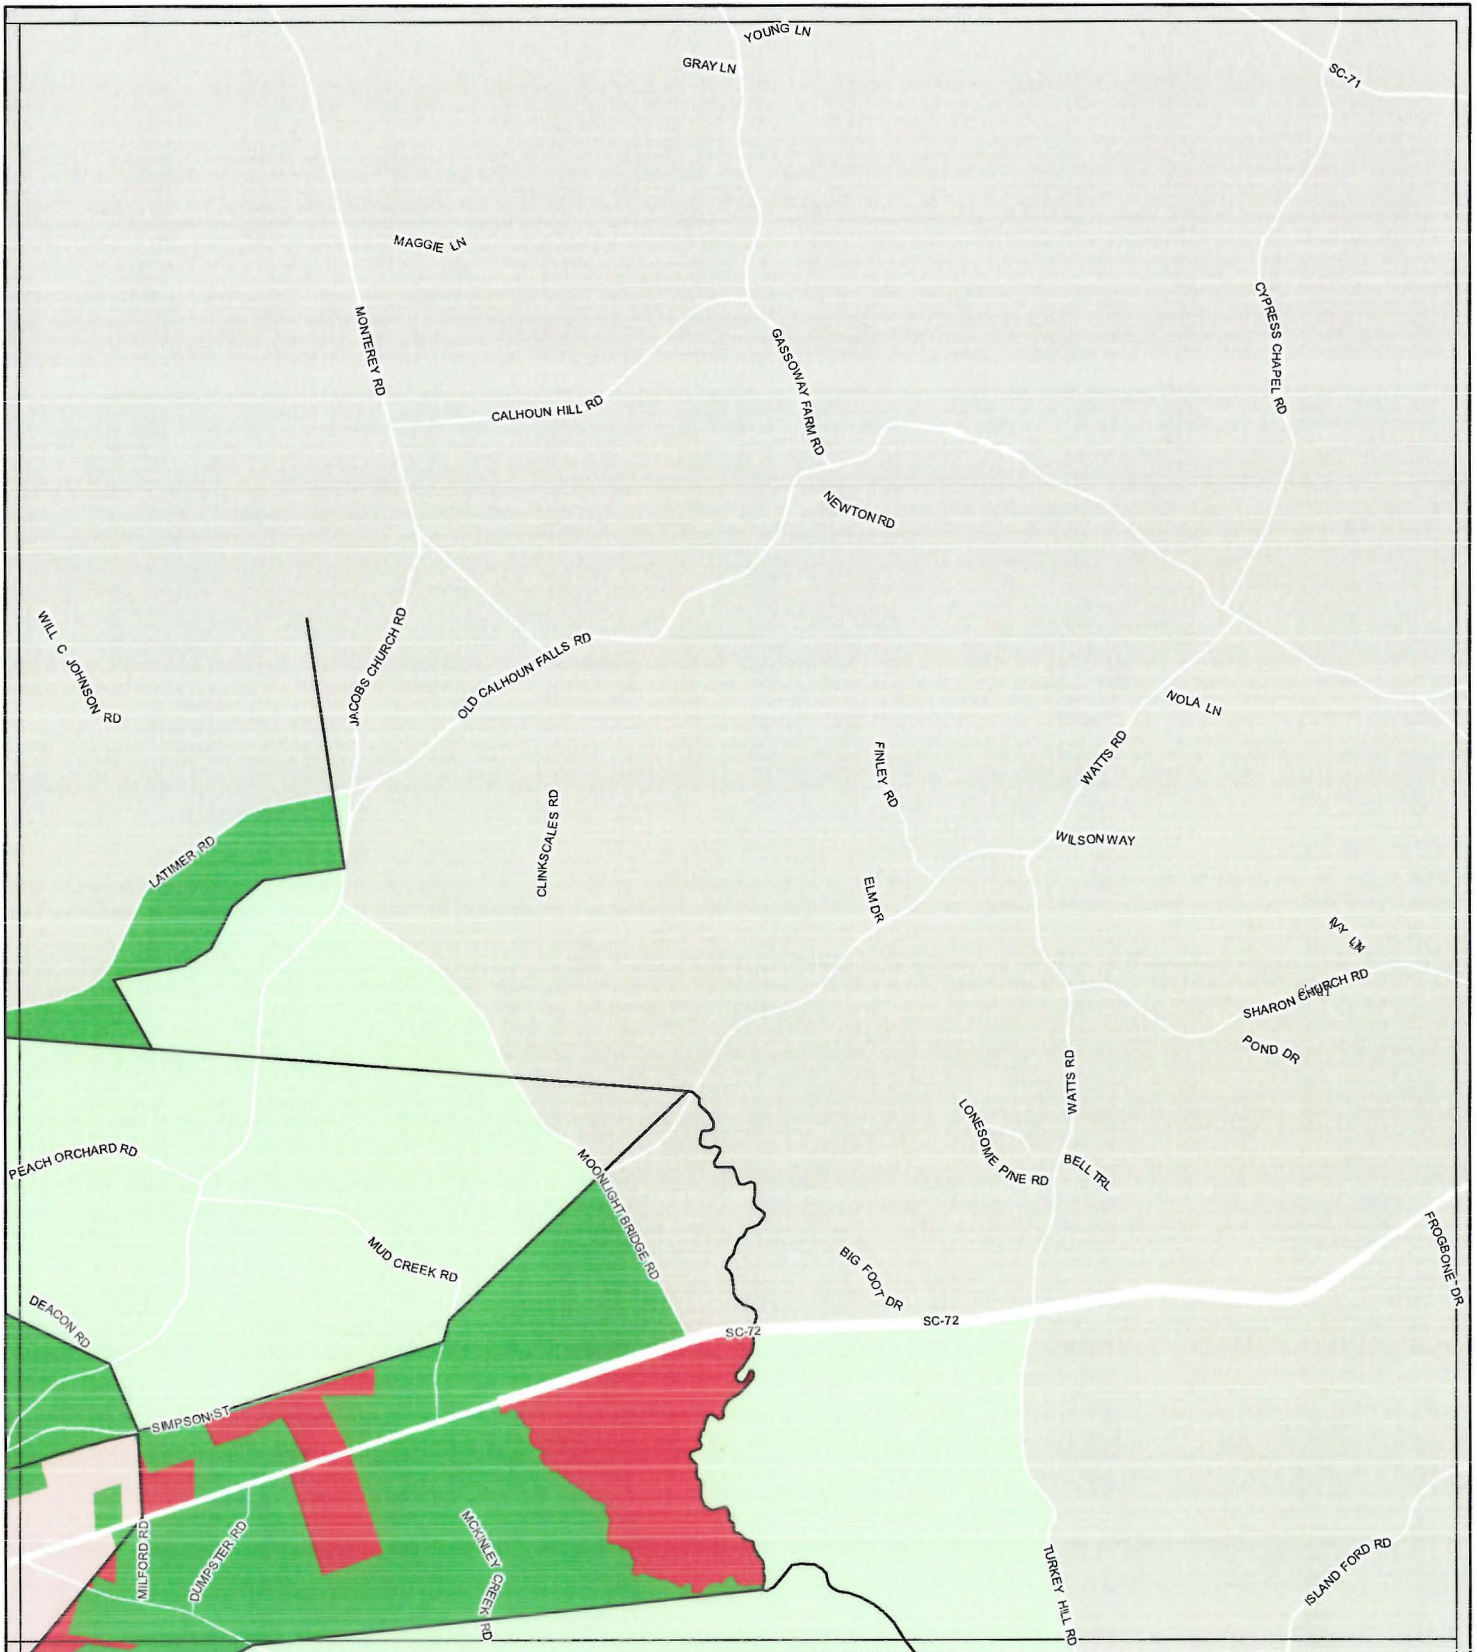 YOUNG LN
GRAY LN
SC-71
MAGGIE LN
MONTEREY RD
CYPRESS CHAPEL RD
GASSOWAY FARM RD
CALHOUN HILL RD
NEWTON RD
WILL C JOHNSON RD
JACOBS CHURCH RD
OLD CALHOUN FALLS RD
NOLA LN
WATTS RD
FINLEY RD
CLINKSCALES RD
WILSON WAY
LATIMER RD
ELM DR
IVY LN
SHARON CHURCH RD
POND DR
WATTS RD
LONESOME PINE RD
BELL TRL
PEACH ORCHARD RD
MOONLIGHT BRIDGE RD
MUD CREEK RD
BIG FOOT DR
FROGBONE DR
DEACON RD
SC-72
SC-72
SIMPSON ST
MILFORD RD
DUMPSTER RD
MCKINLEY CREEK RD
TURKEY HILL RD
ISLAND FORD RD